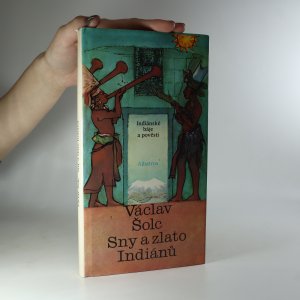 Indiánské
báje
a pověsti
Albatros
Václav
Šolc
Sny a zlato
Indiánů